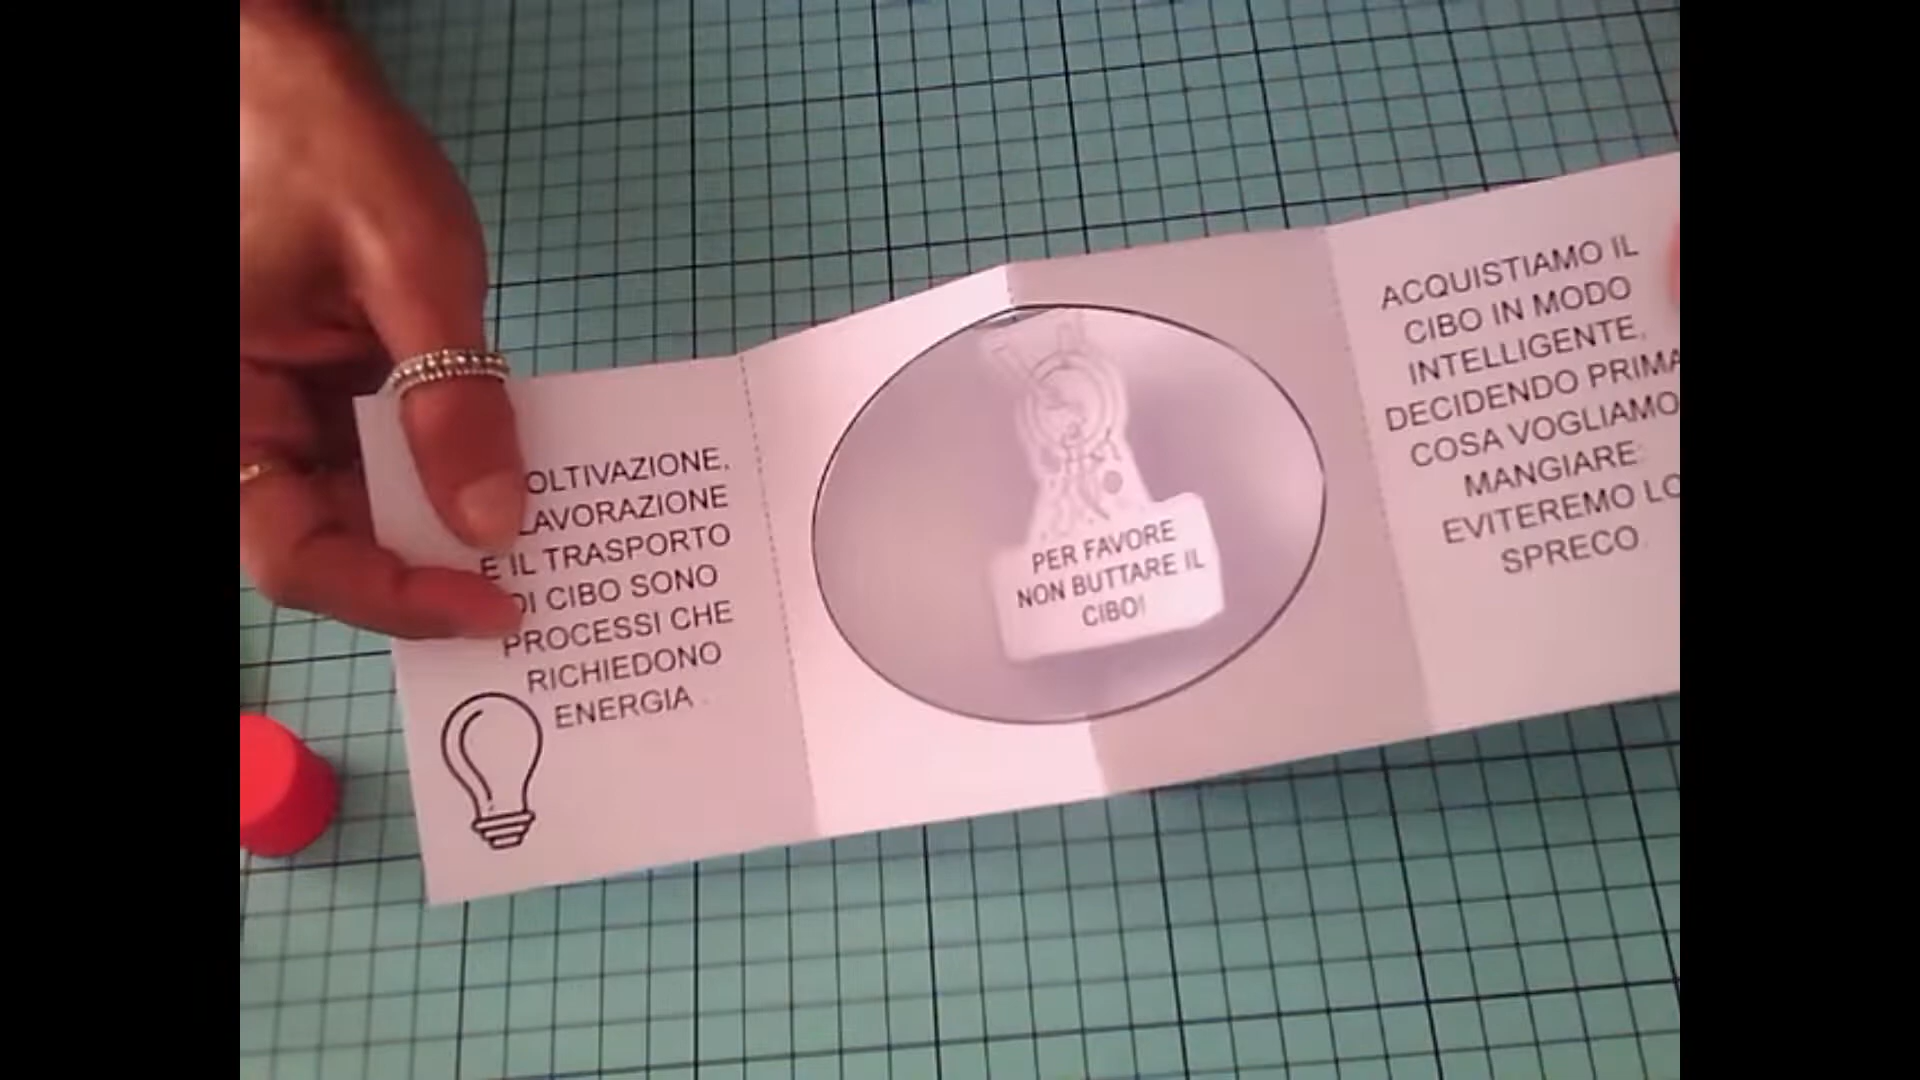 OLTIVAZIONE,
LAVORAZIONE
E IL TRASPORTO
DI CIBO SONO
PROCESSI CHE
RICHIEDONO
ENERGIA
PER FAVORE
NON BUTTARE IL
CIBO!
ACQUISTIAMO IL
CIBO IN MODO
INTELLIGENTE,
DECIDENDO PRIMA
COSA VOGLIAMO
MANGIARE:
EVITEREMO LO
SPRECO.